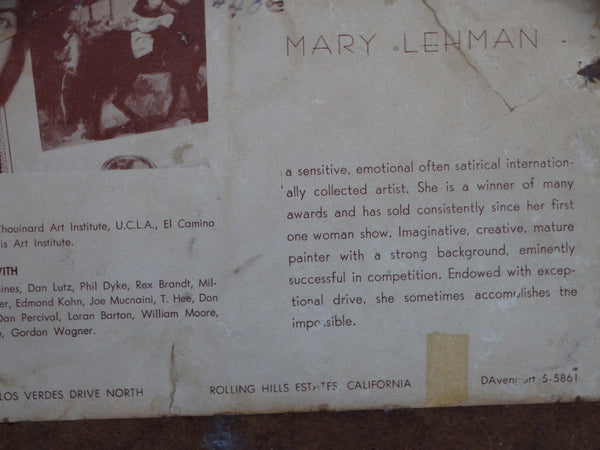 MARY LEHMAN
a sensitive, emotional often satirical internation-
ally collected artist. She is a winner of many
awards and has sold consistently since her first
one woman show. Imaginative, creative, mature
painter with a strong background, eminently
successful in competition. Endowed with excep-
tional drive, she sometimes accomplishes the
impossible.
houinard Art Institute, U.C.L.A., El Camino
is Art Institute.
WITH
ines, Dan Lutz, Phil Dyke, Rex Brandt, Mil-
er, Edmond Kohn, Joe Mucnaini, T. Hee, Don
Dan Percival, Loran Barton, William Moore,
, Gordon Wagner.
LOS VERDES DRIVE NORTH
ROLLING HILLS ESTATES, CALIFORNIA
DAvenport 5-5861